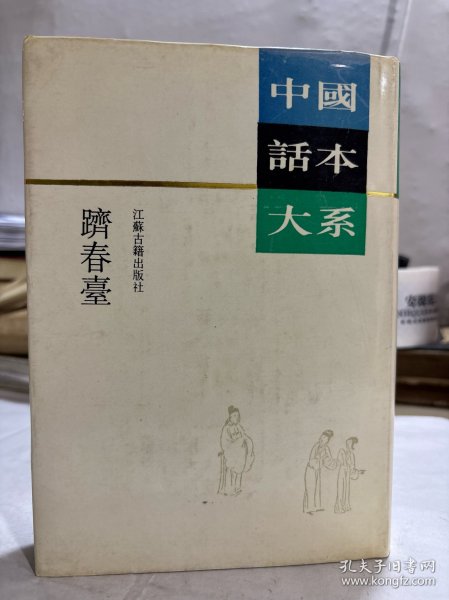 中國
話本
大系
江蘇古籍出版社
躋春臺
孔夫子旧书网
www.kongfz.com